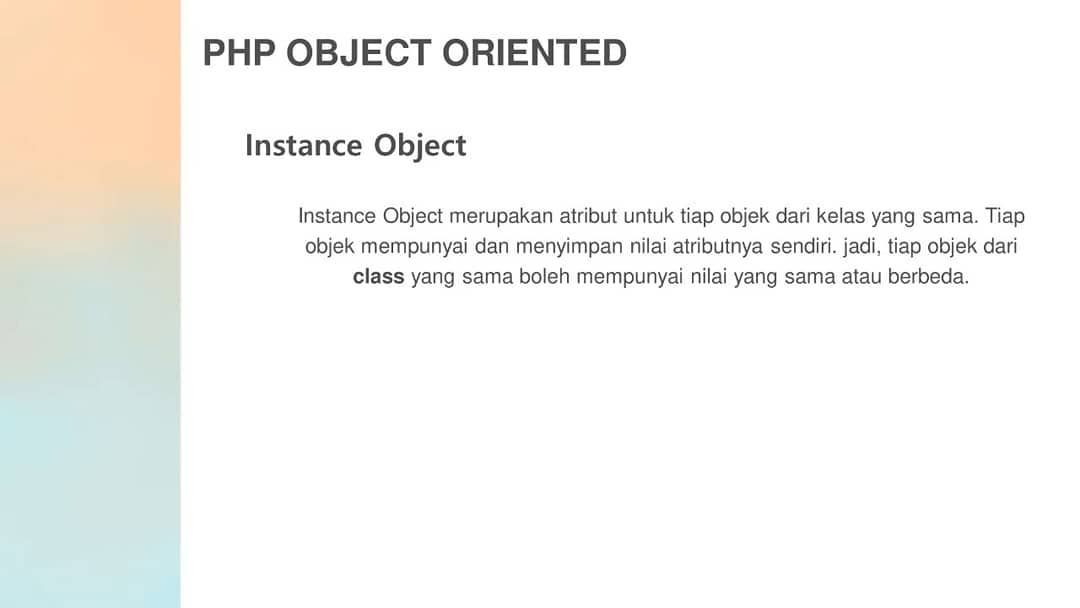 PHP OBJECT ORIENTED
Instance Object
Instance Object merupakan atribut untuk tiap objek dari kelas yang sama. Tiap
objek mempunyai dan menyimpan nilai atributnya sendiri. jadi, tiap objek dari
class yang sama boleh mempunyai nilai yang sama atau berbeda.